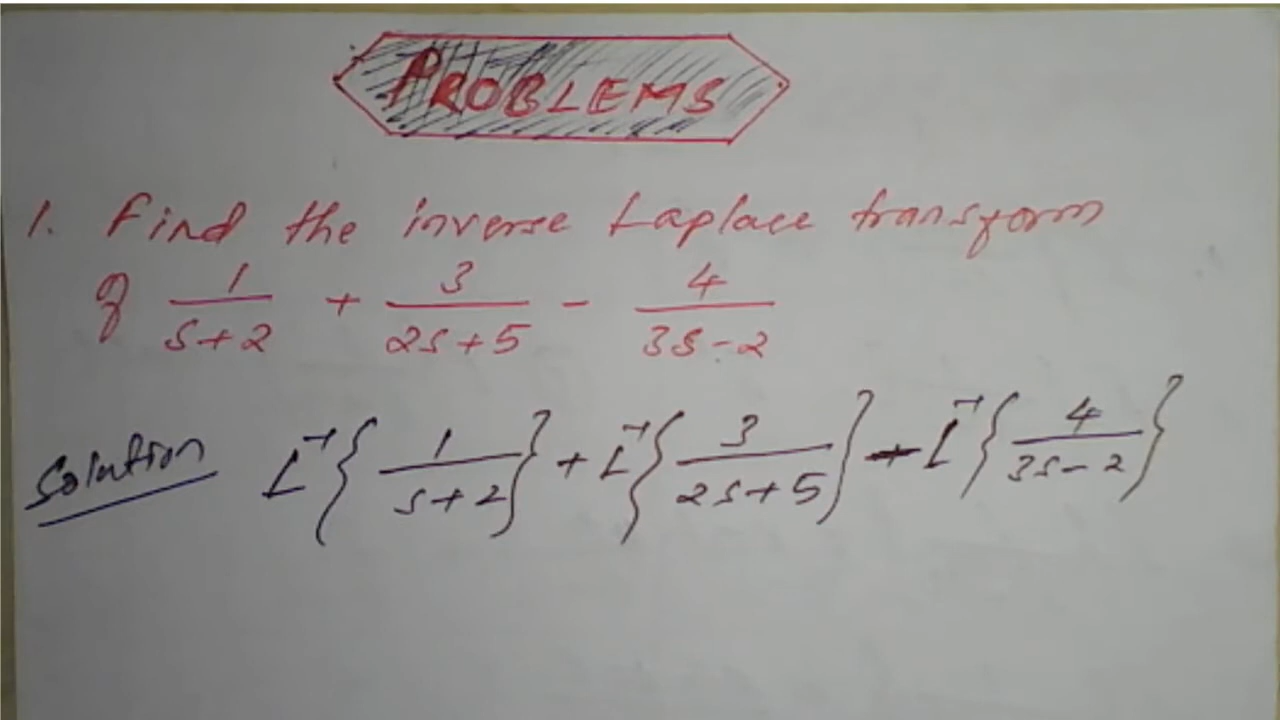 PROBLEMS
1. Find the inverse Laplace transform
of 1/(s+2) + 3/(2s+5) - 4/(3s-2)
Solution L⁻¹{1/(s+2)} + L⁻¹{3/(2s+5)} - L⁻¹{4/(3s-2)}